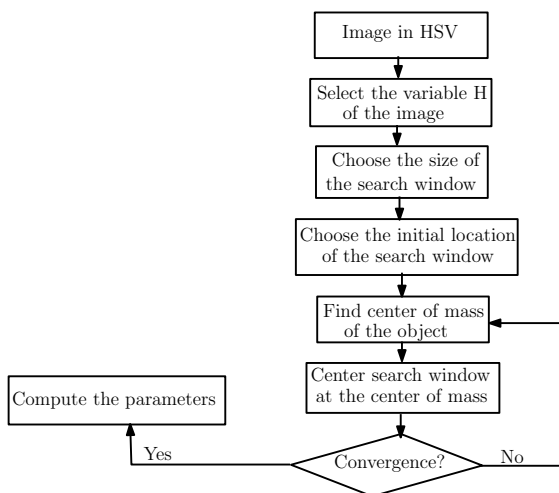 Image in HSV
Select the variable H
of the image
Choose the size of
the search window
Choose the initial location
of the search window
Find center of mass
of the object
Center search window
at the center of mass
Compute the parameters
Yes
Convergence?
No